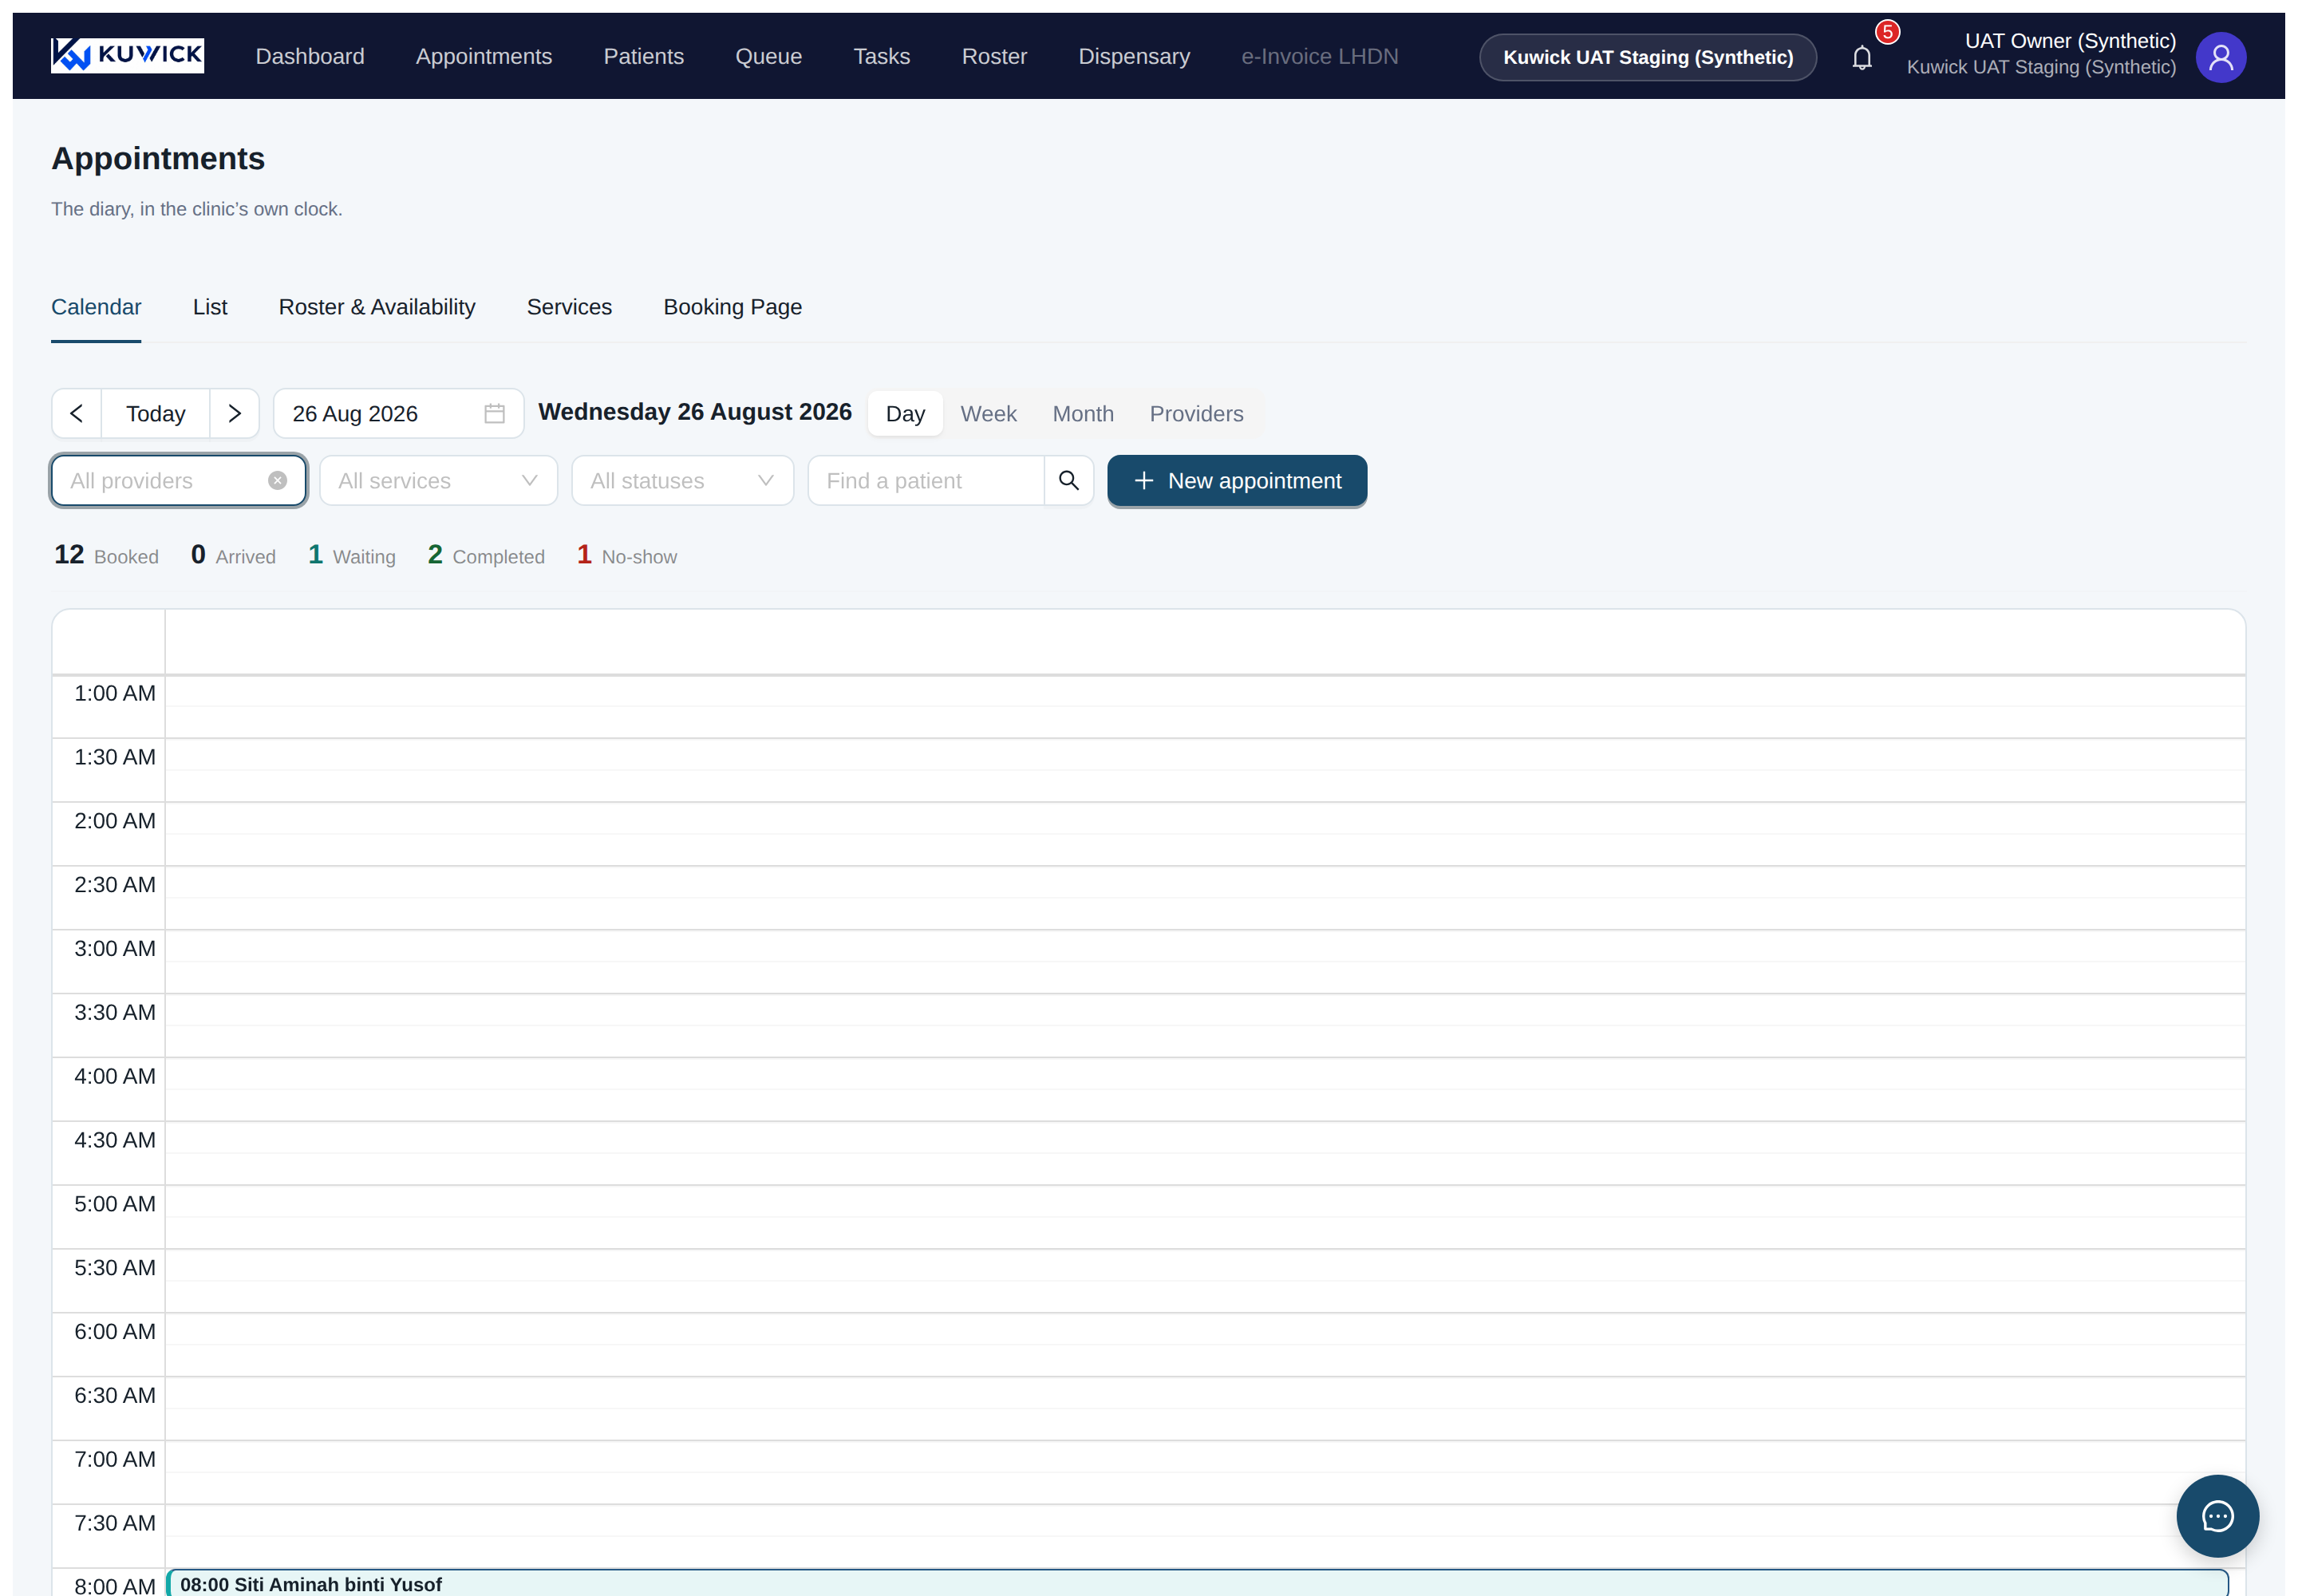 KUWICK
Dashboard
Appointments
Patients
Queue
Tasks
Roster
Dispensary
e-Invoice LHDN
Kuwick UAT Staging (Synthetic)
5
UAT Owner (Synthetic)
Kuwick UAT Staging (Synthetic)
Appointments
The diary, in the clinic’s own clock.
Calendar
List
Roster & Availability
Services
Booking Page
Today
26 Aug 2026
Wednesday 26 August 2026
Day
Week
Month
Providers
All providers
All services
All statuses
Find a patient
New appointment
12 Booked
0 Arrived
1 Waiting
2 Completed
1 No-show
1:00 AM
1:30 AM
2:00 AM
2:30 AM
3:00 AM
3:30 AM
4:00 AM
4:30 AM
5:00 AM
5:30 AM
6:00 AM
6:30 AM
7:00 AM
7:30 AM
8:00 AM
08:00 Siti Aminah binti Yusof